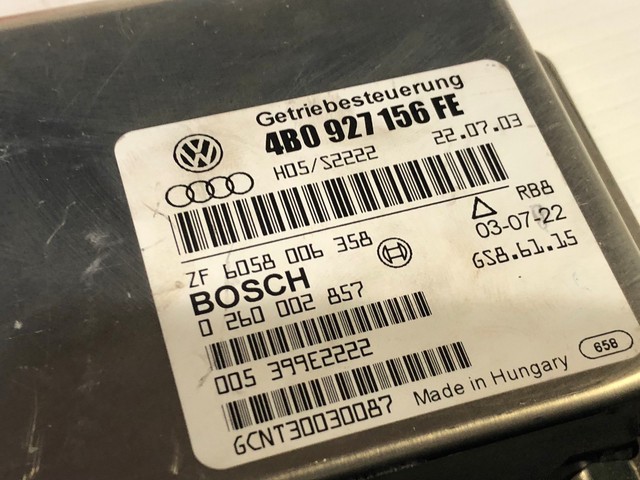 Getriebesteuerung
4B0 927 156 FE
H05/S2222 22.07.03
RB8
ZF 6058 006 358 03-07-22
BOSCH GS8.61.15
0 260 002 857
005 399E2222
GCNT30030087 Made in Hungary 658